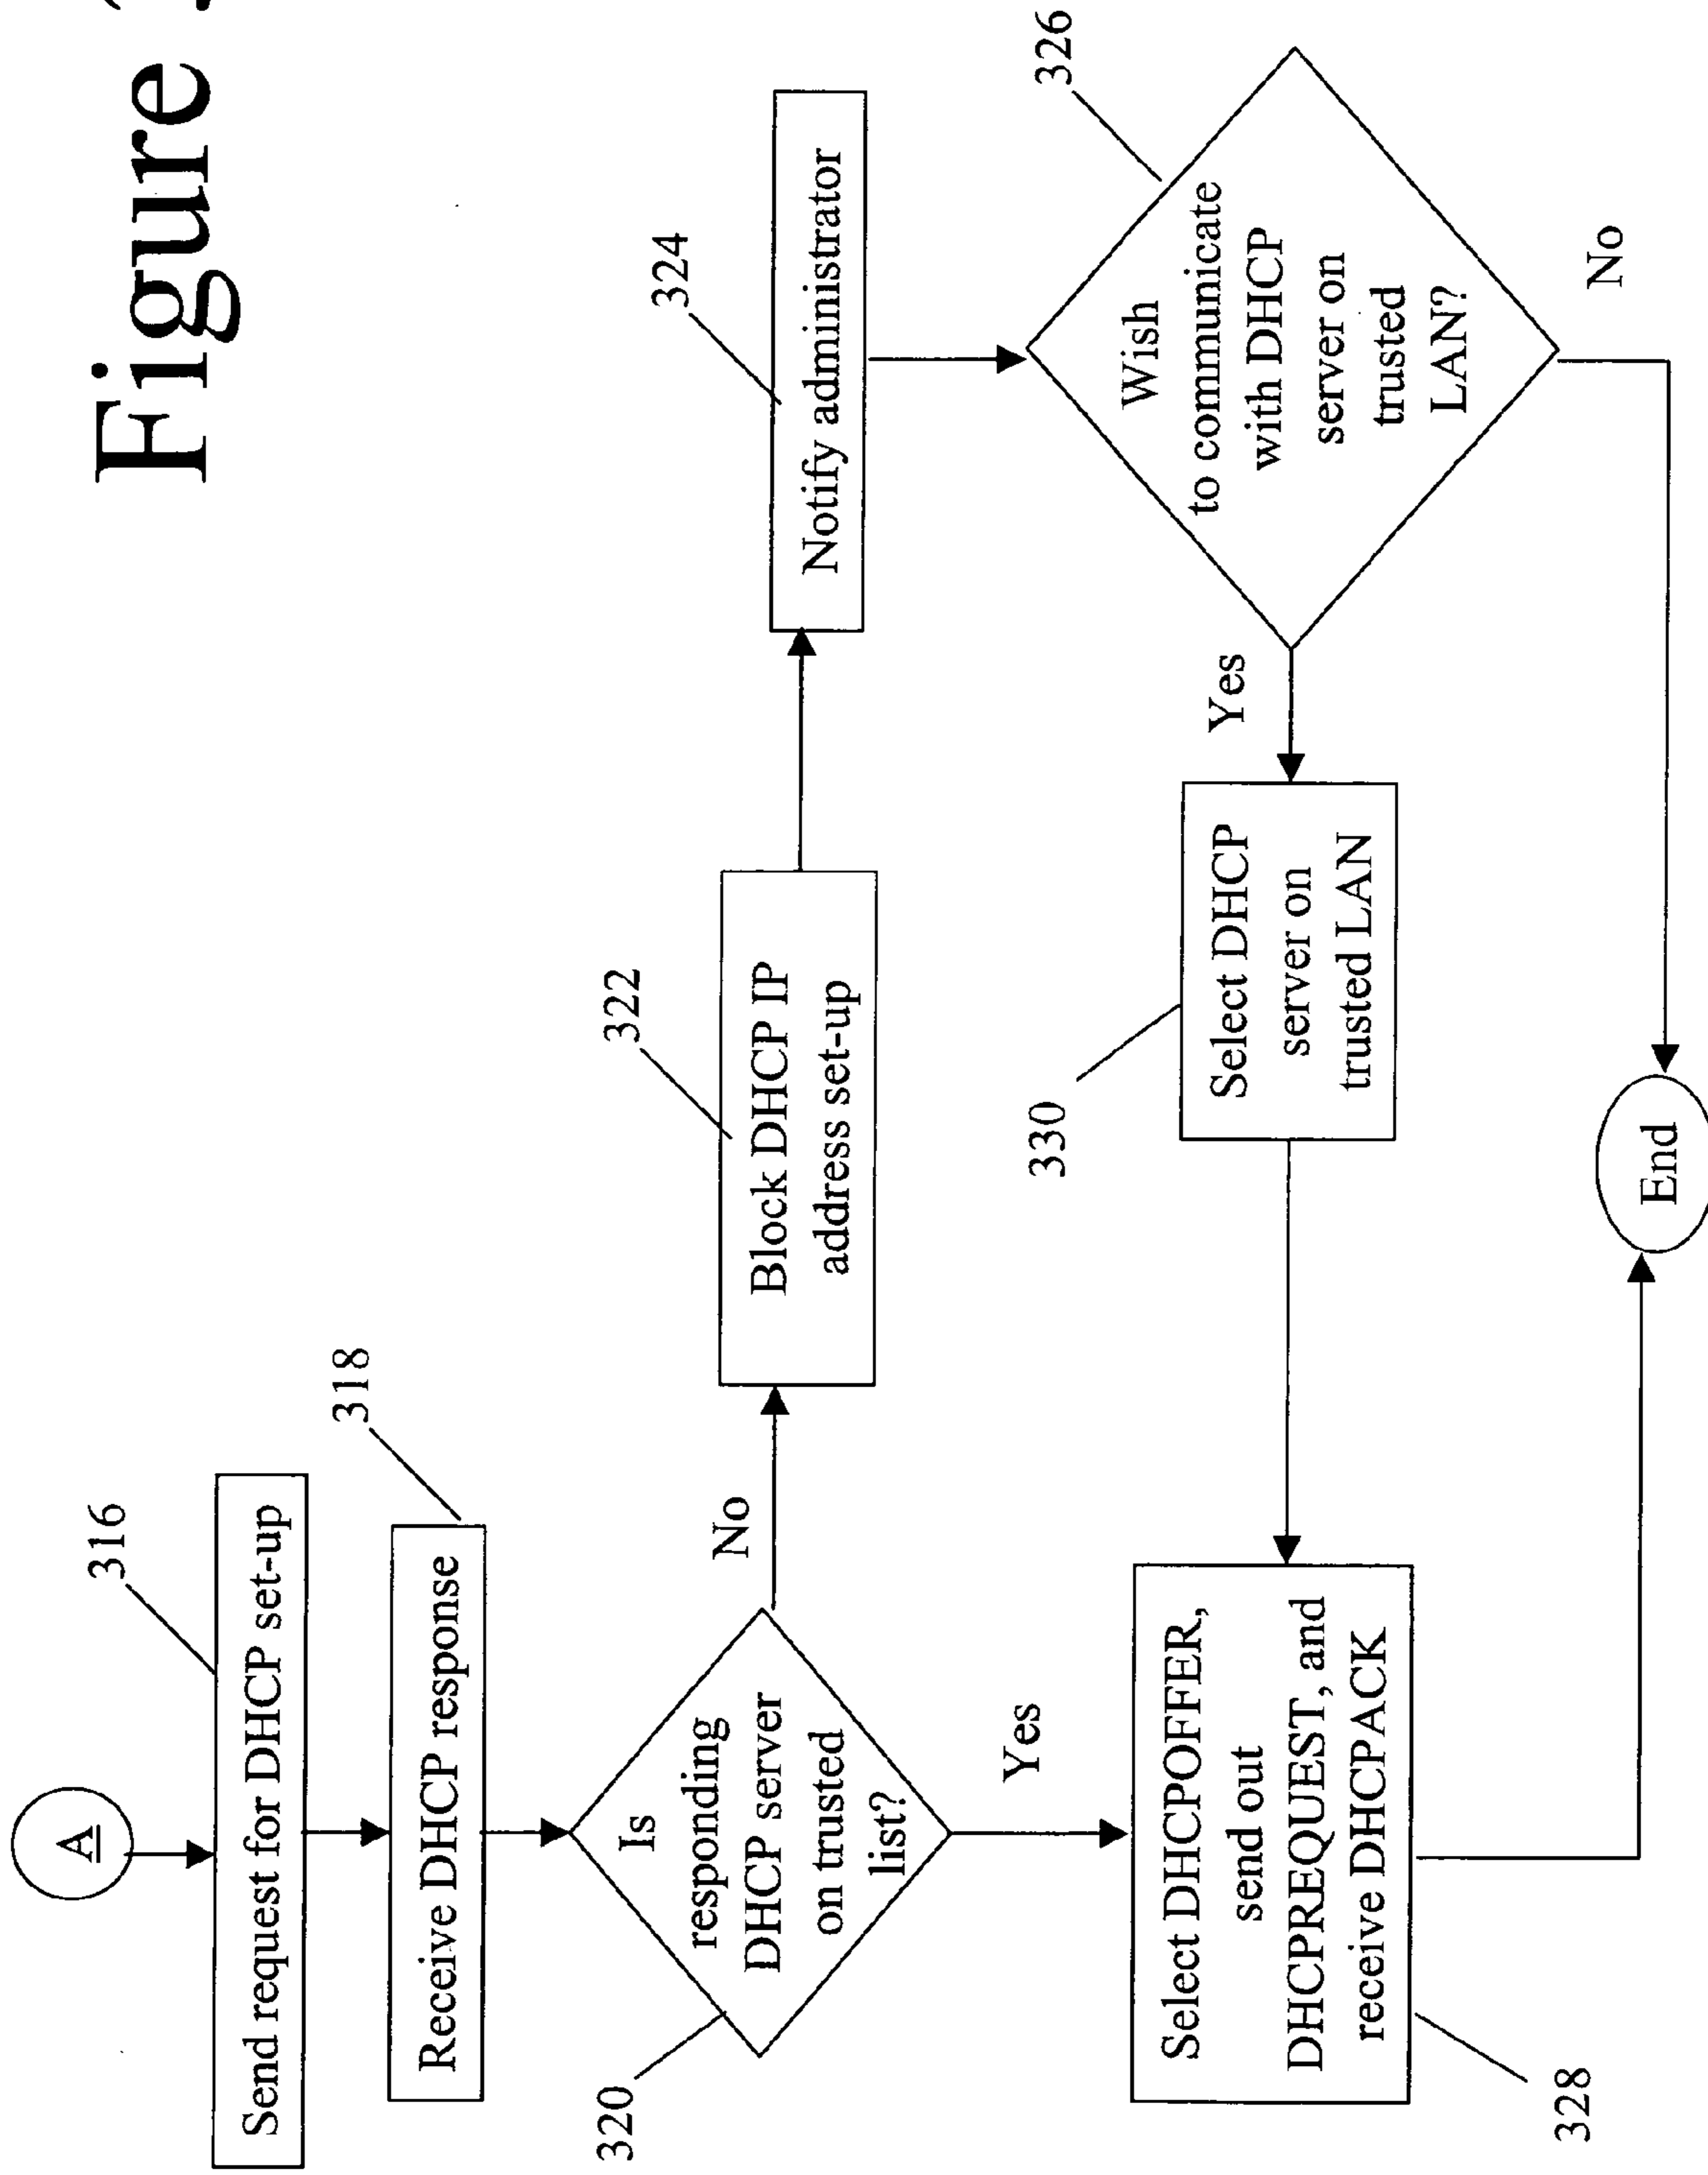 Figure
A
316
Send request for DHCP set-up
318
Receive DHCP response
320
Is
responding
DHCP server
on trusted
list?
No
322
Block DHCP IP
address set-up
324
Notify administrator
326
Wish
to communicate
with DHCP
server on
trusted
LAN?
Yes
No
330
Select DHCP
server on
trusted LAN
Yes
Select DHCPOFFER,
send out
DHCPREQUEST, and
receive DHCPACK
328
End